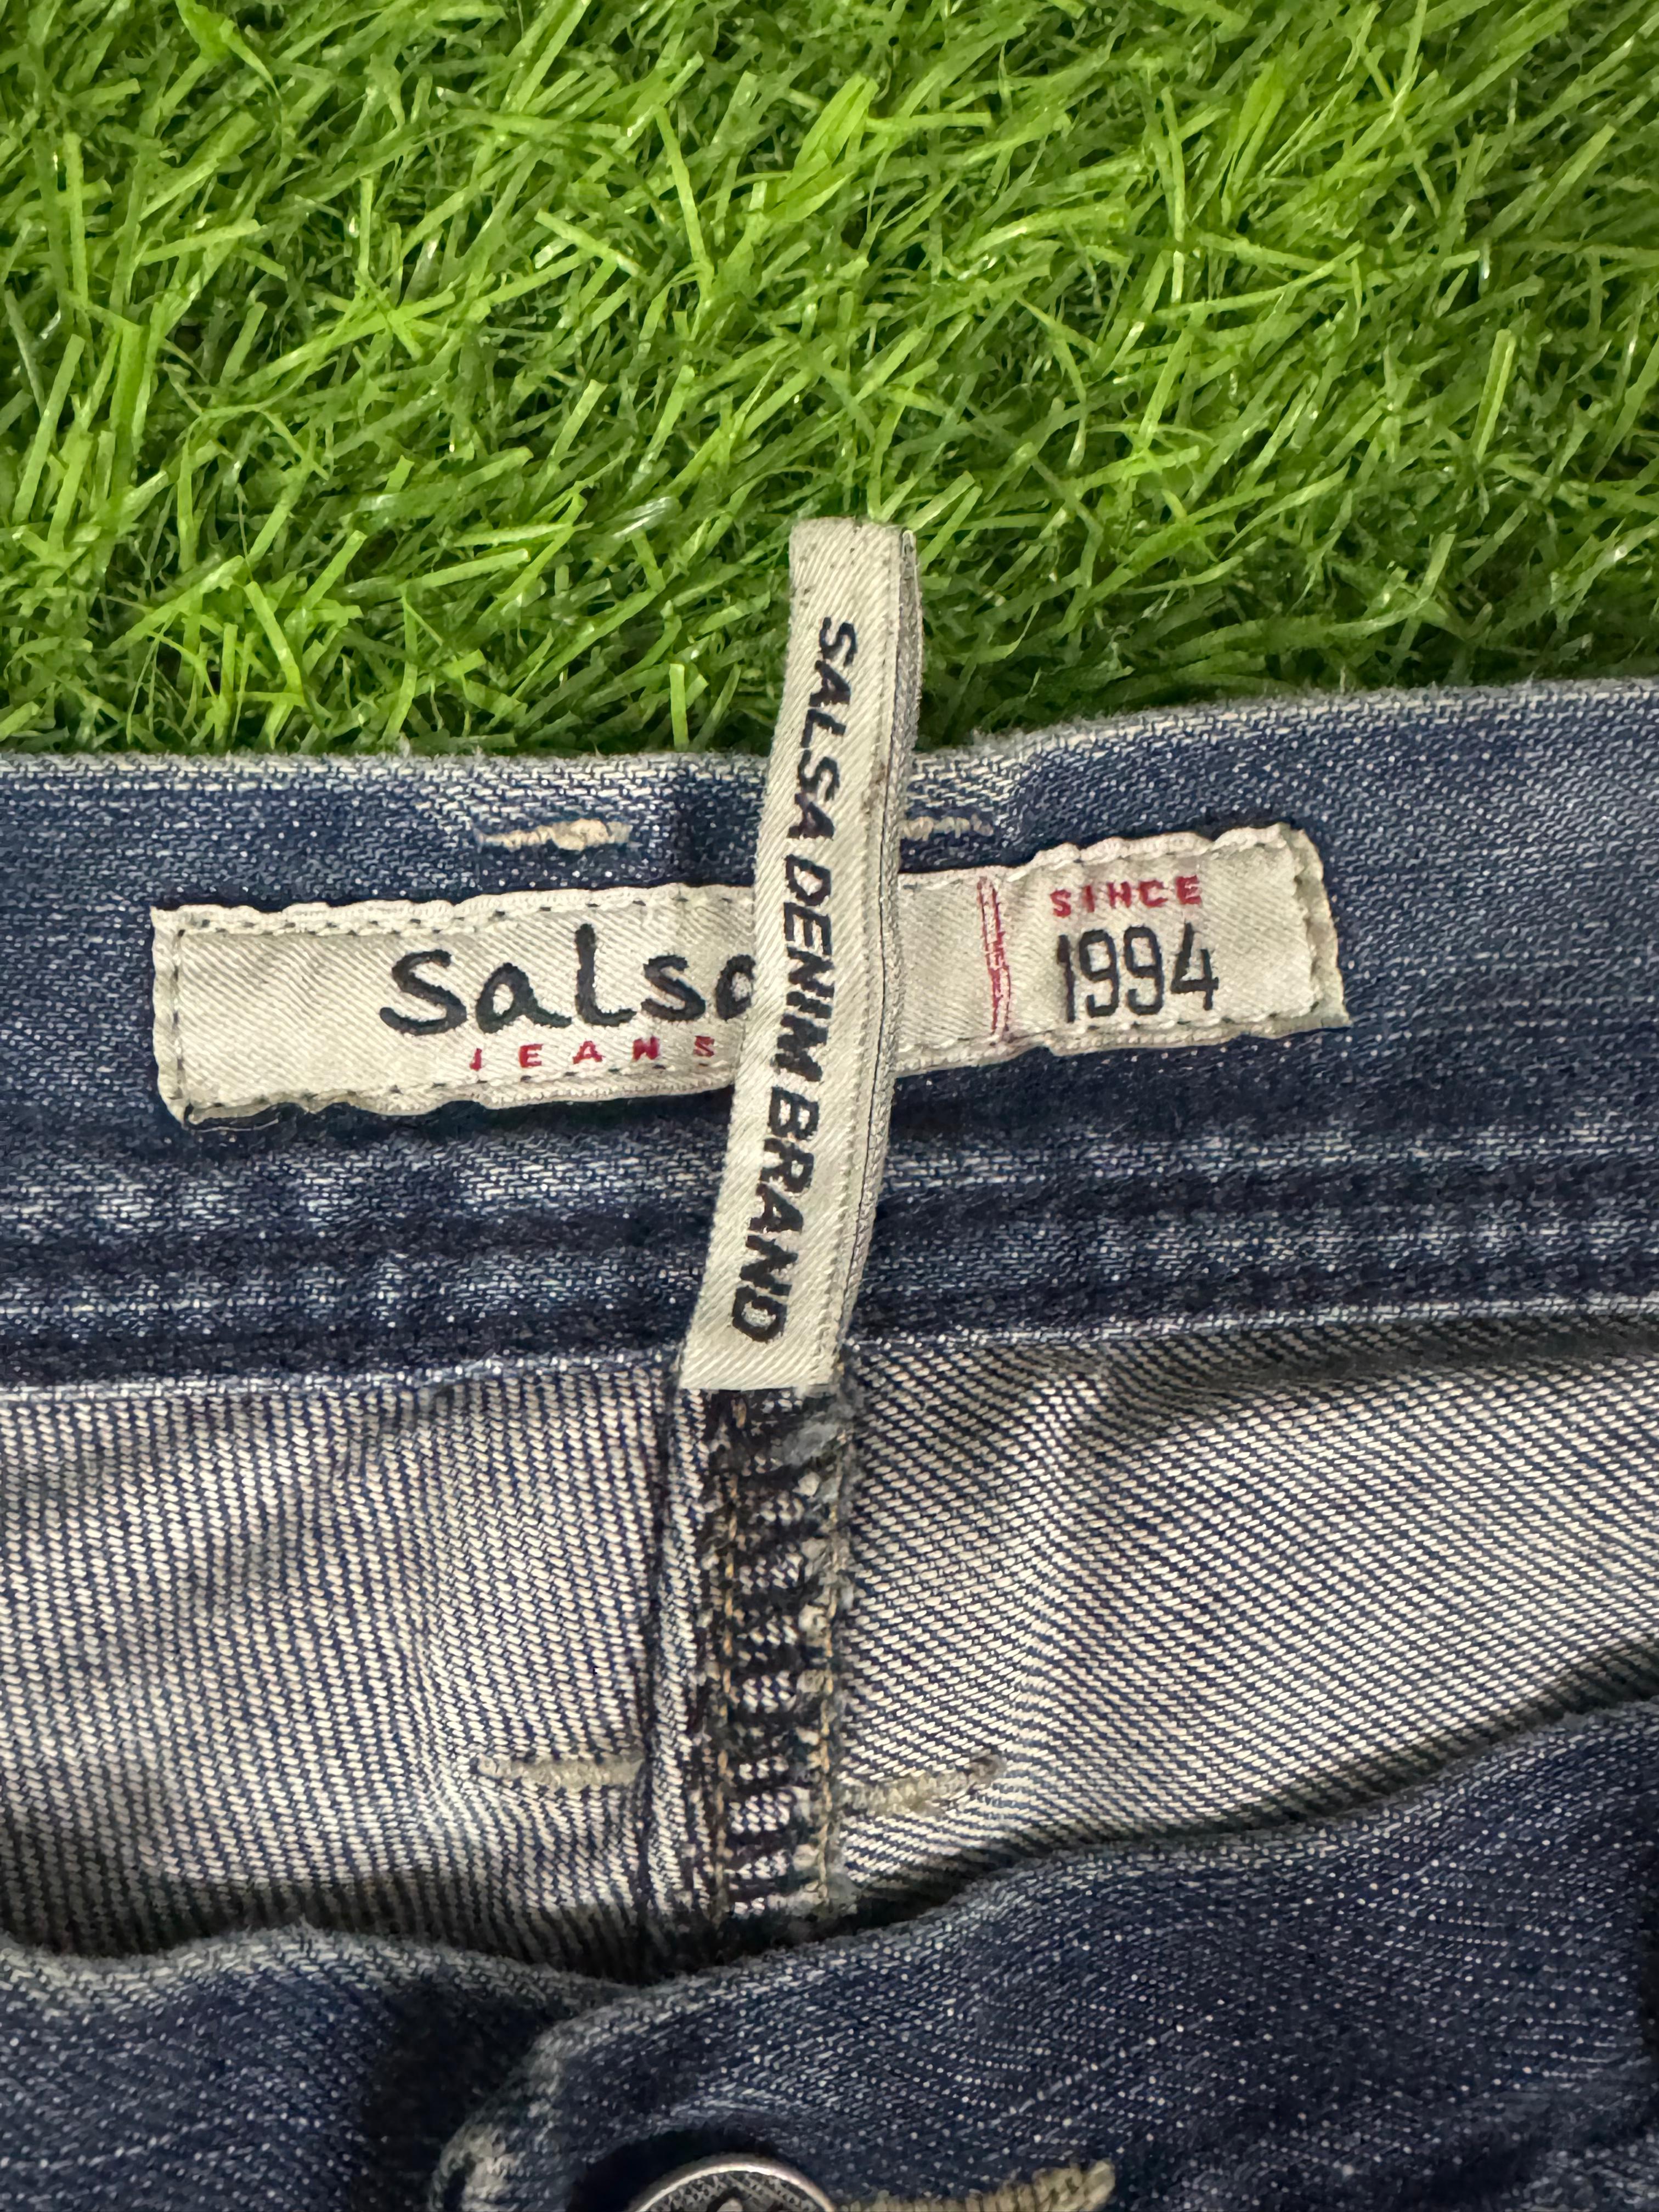 Salsa
JEANS
SINCE
1994
SALSA DENIM BRAND